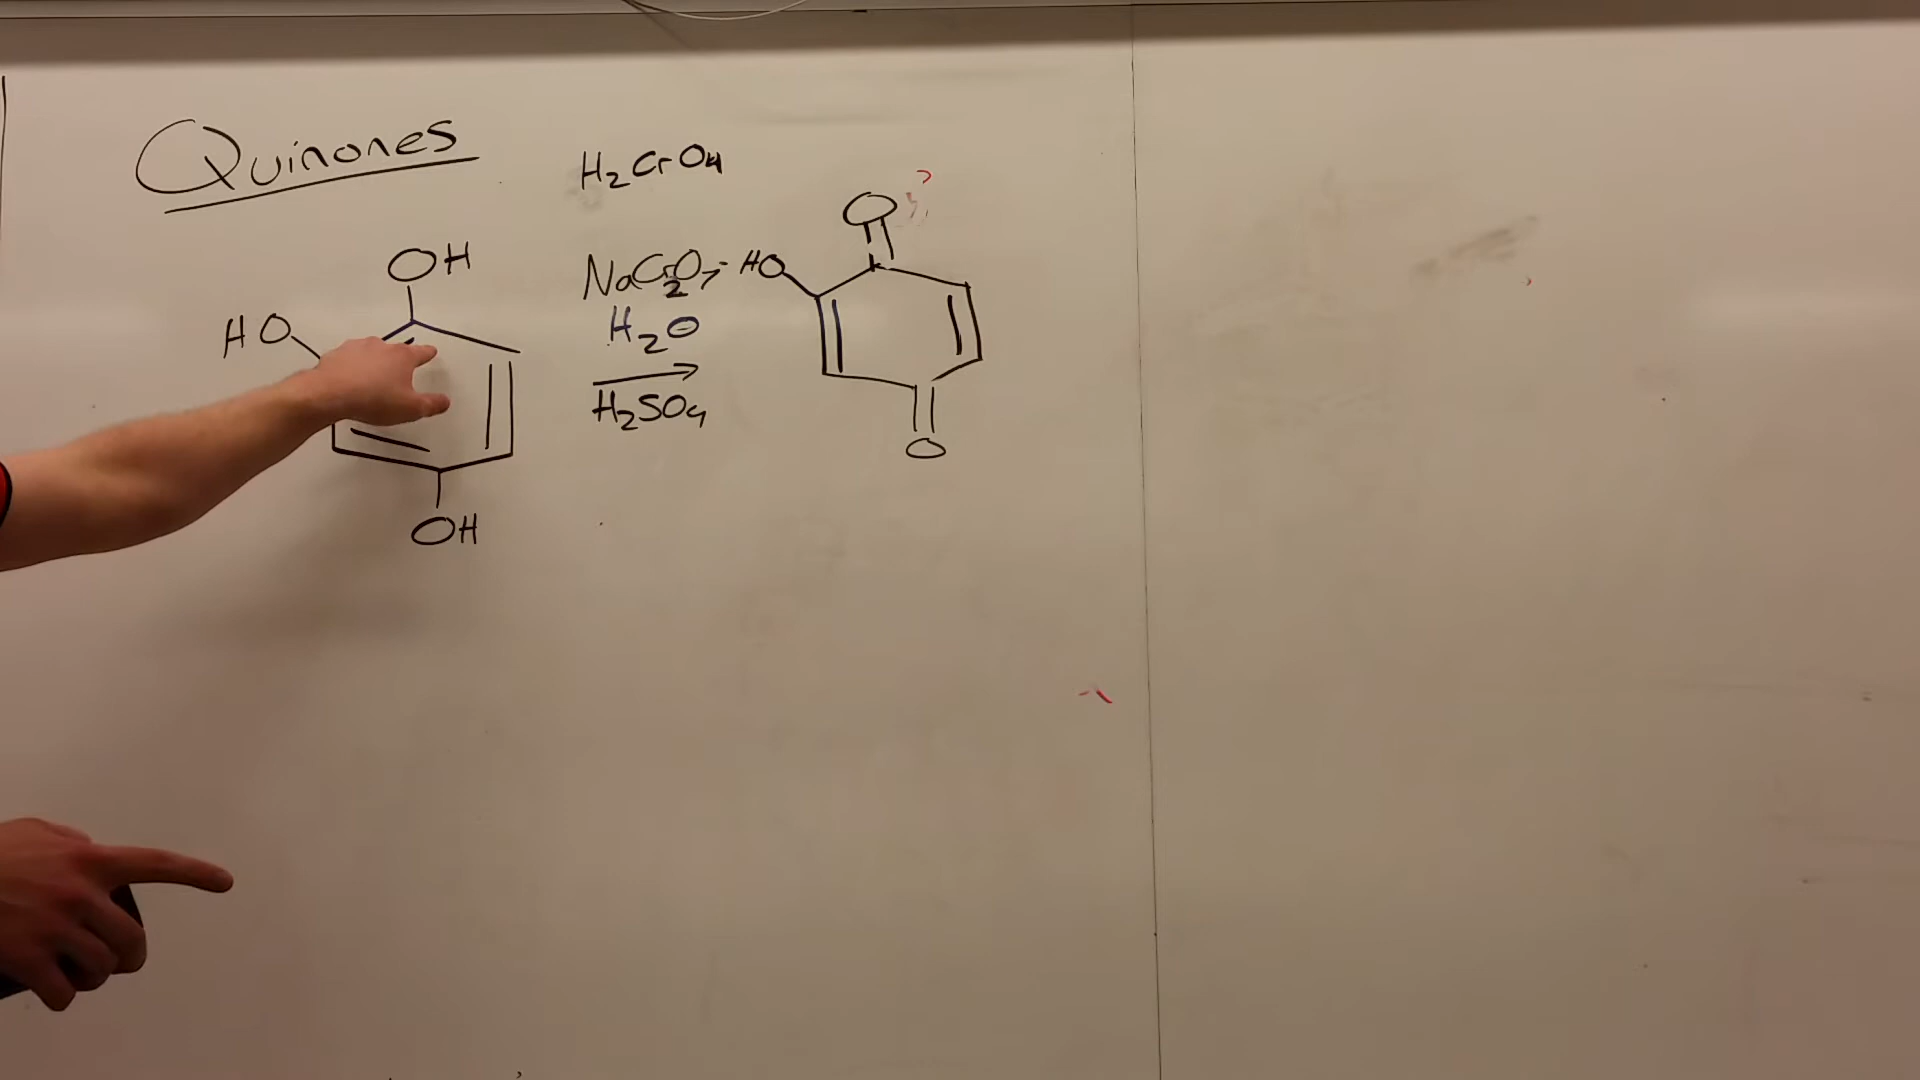 Quinones
H2CrO4
OH
HO
OH
NaCr2O7
H2O
H2SO4
O
HO
O